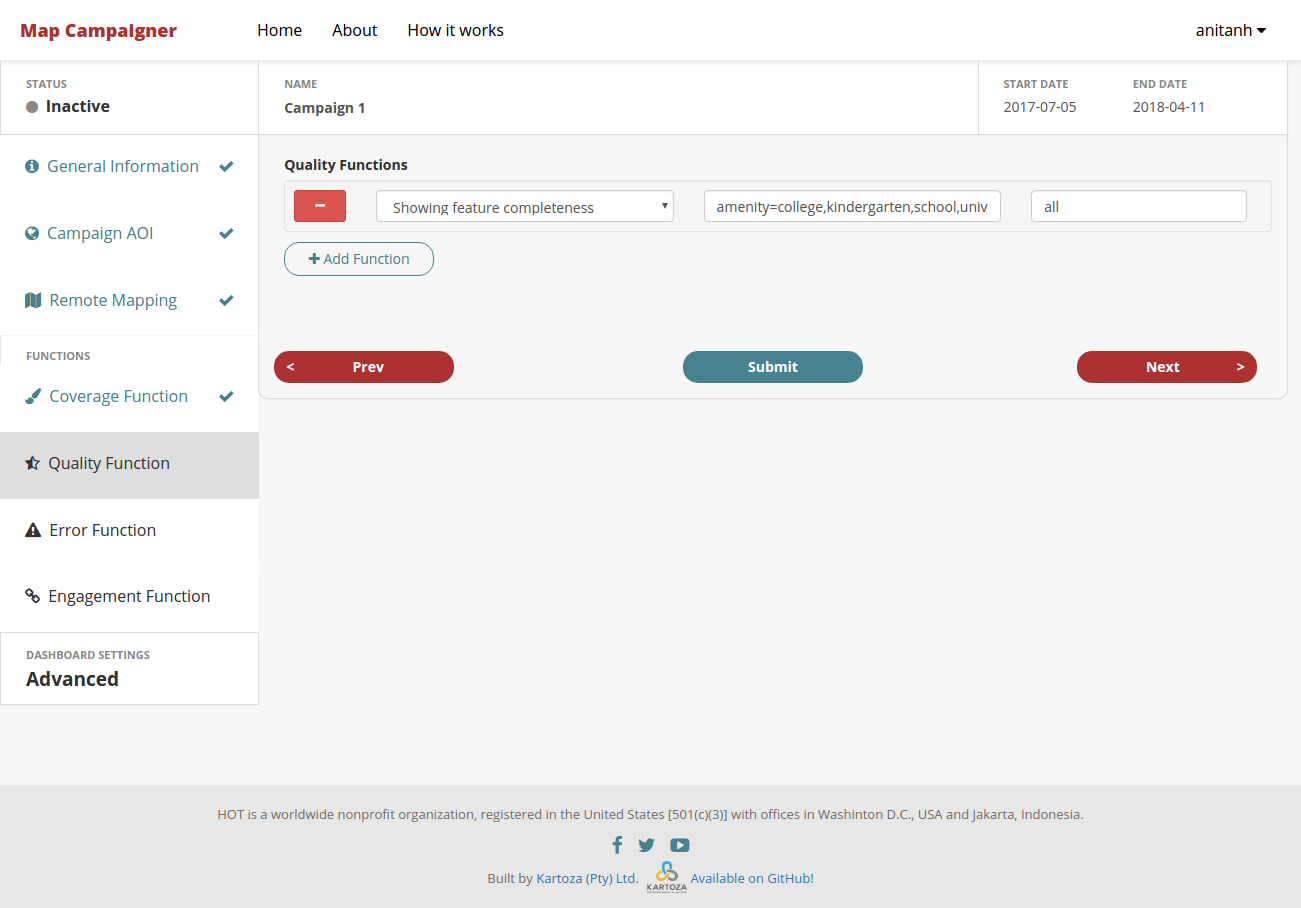 Map Campaigner
Home About How it works
anitanh
STATUS
Inactive
NAME
Campaign 1
START DATE
2017-07-05
END DATE
2018-04-11
General Information
Campaign AOI
Remote Mapping
FUNCTIONS
Coverage Function
Quality Function
Error Function
Engagement Function
DASHBOARD SETTINGS
Advanced
Quality Functions
Showing feature completeness
amenity=college,kindergarten,school,univ
all
Add Function
< Prev
Submit
Next >
HOT is a worldwide nonprofit organization, registered in the United States [501(c)(3)] with offices in Washinton D.C., USA and Jakarta, Indonesia.
Built by Kartoza (Pty) Ltd. KARTOZA Available on GitHub!